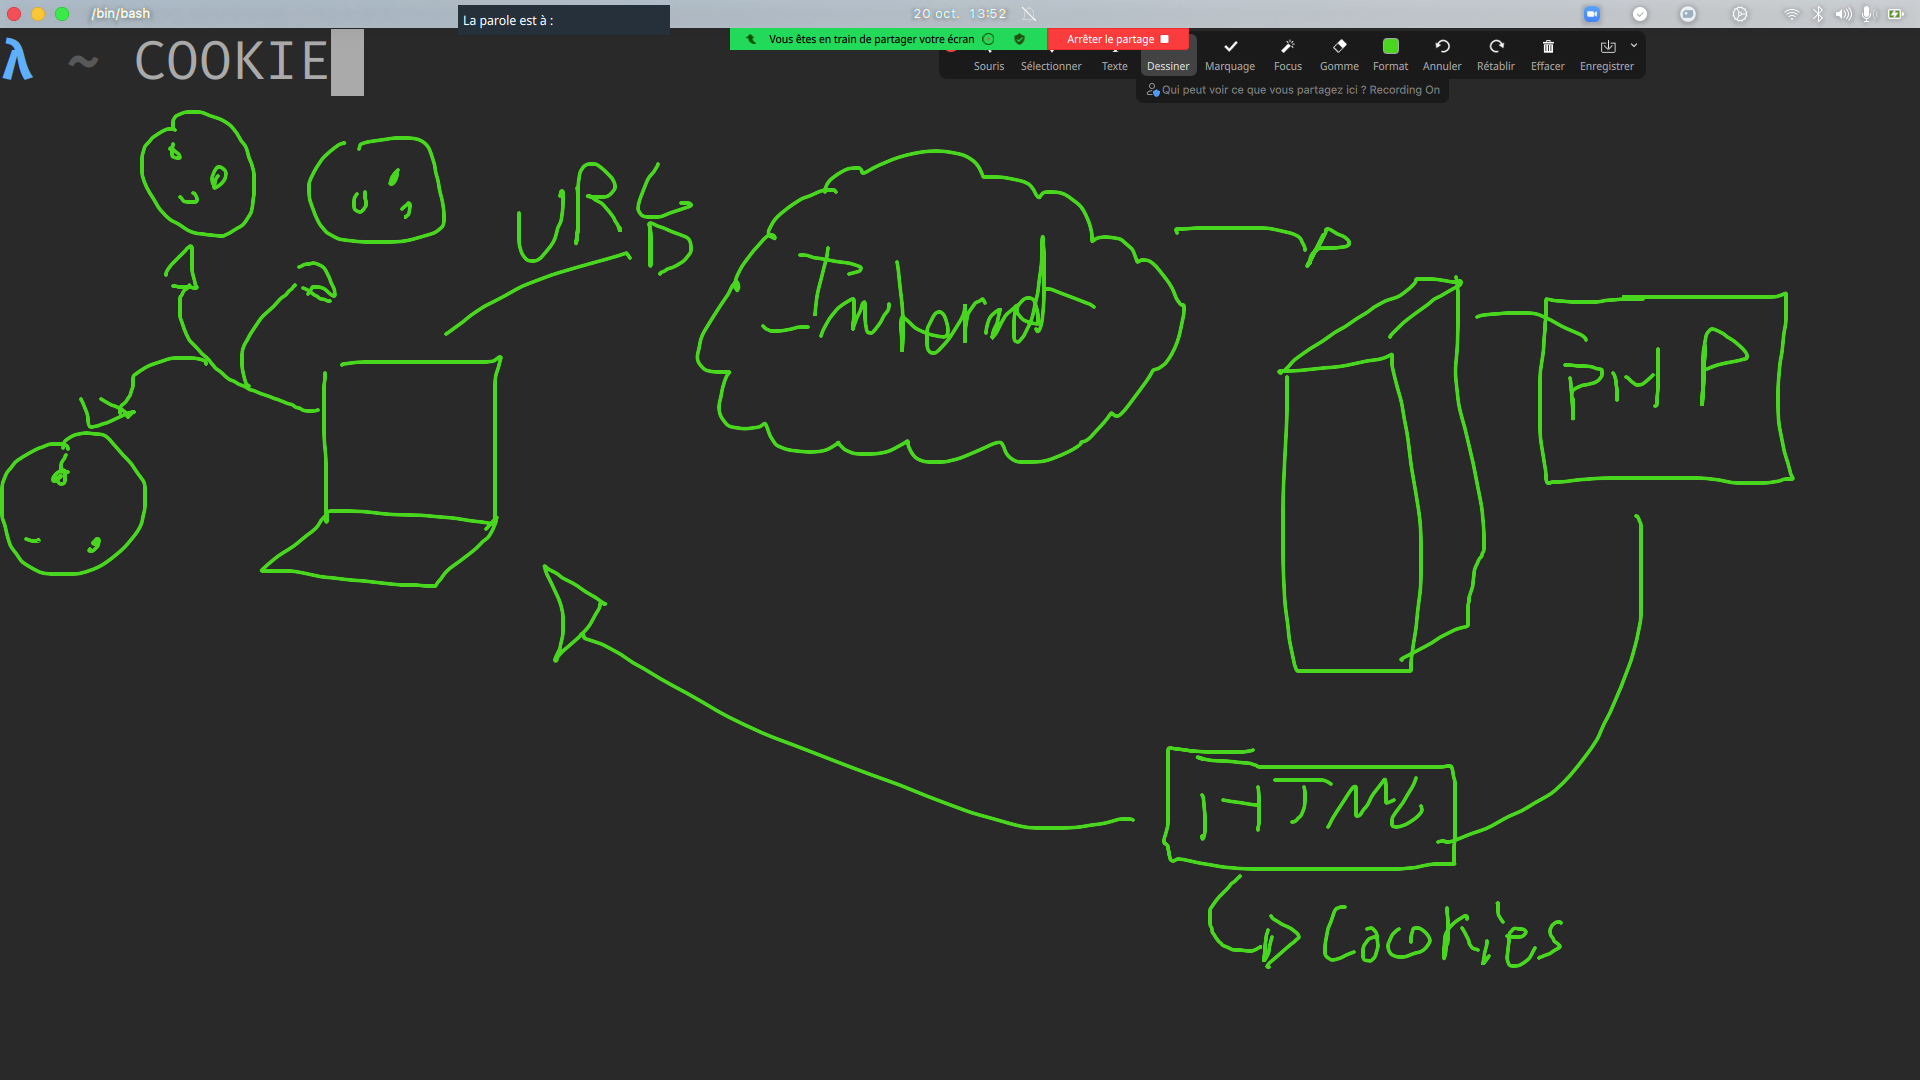 /bin/bash
La parole est à :
20 oct. 13:52
Vous êtes en train de partager votre écran
Arrêter le partage
λ ~ COOKIE
Souris Sélectionner Texte Dessiner Marquage Focus Gomme Format Annuler Rétablir Effacer Enregistrer
Qui peut voir ce que vous partagez ici ? Recording On
URL
Internet
PHP
HTML
Cookies